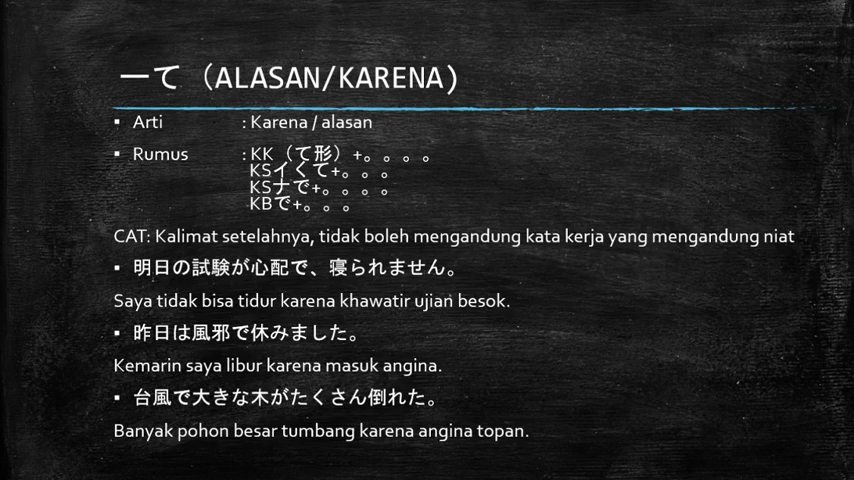 ーて（ALASAN/KARENA)
▪ Arti : Karena / alasan
▪ Rumus : KK（て形）+。。。。
KSイくて+。。。
KSナで+。。。。
KBで+。。。
CAT: Kalimat setelahnya, tidak boleh mengandung kata kerja yang mengandung niat
▪ 明日の試験が心配で、寝られません。
Saya tidak bisa tidur karena khawatir ujian besok.
▪ 昨日は風邪で休みました。
Kemarin saya libur karena masuk angina.
▪ 台風で大きな木がたくさん倒れた。
Banyak pohon besar tumbang karena angina topan.